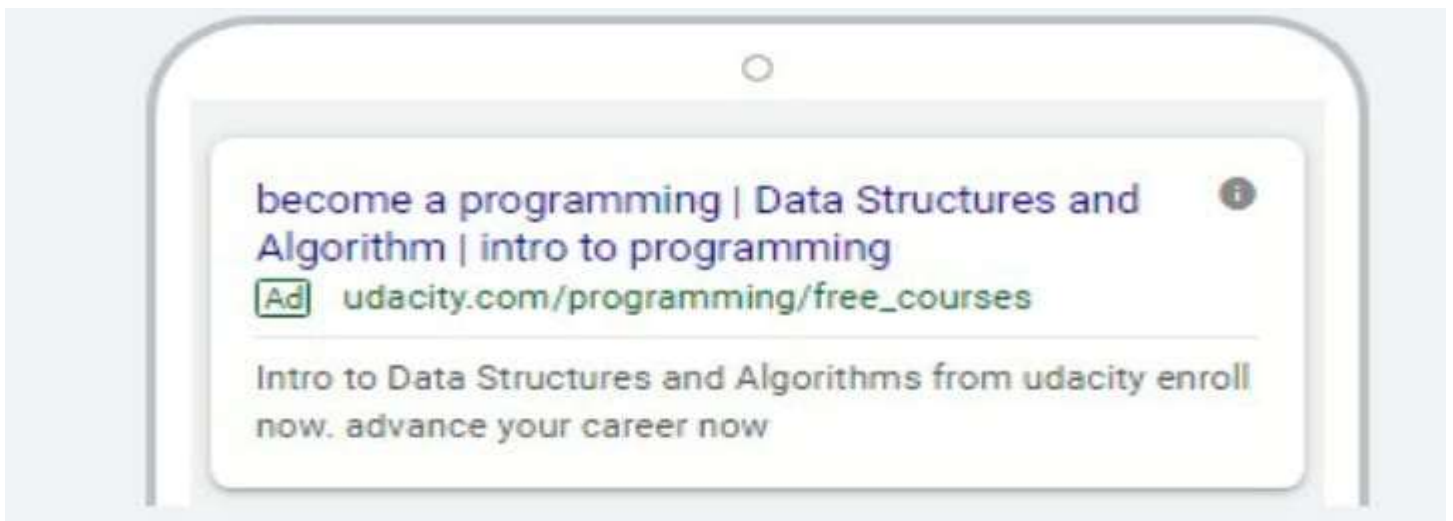 become a programming | Data Structures and
Algorithm | intro to programming
Ad udacity.com/programming/free_courses
Intro to Data Structures and Algorithms from udacity enroll
now. advance your career now